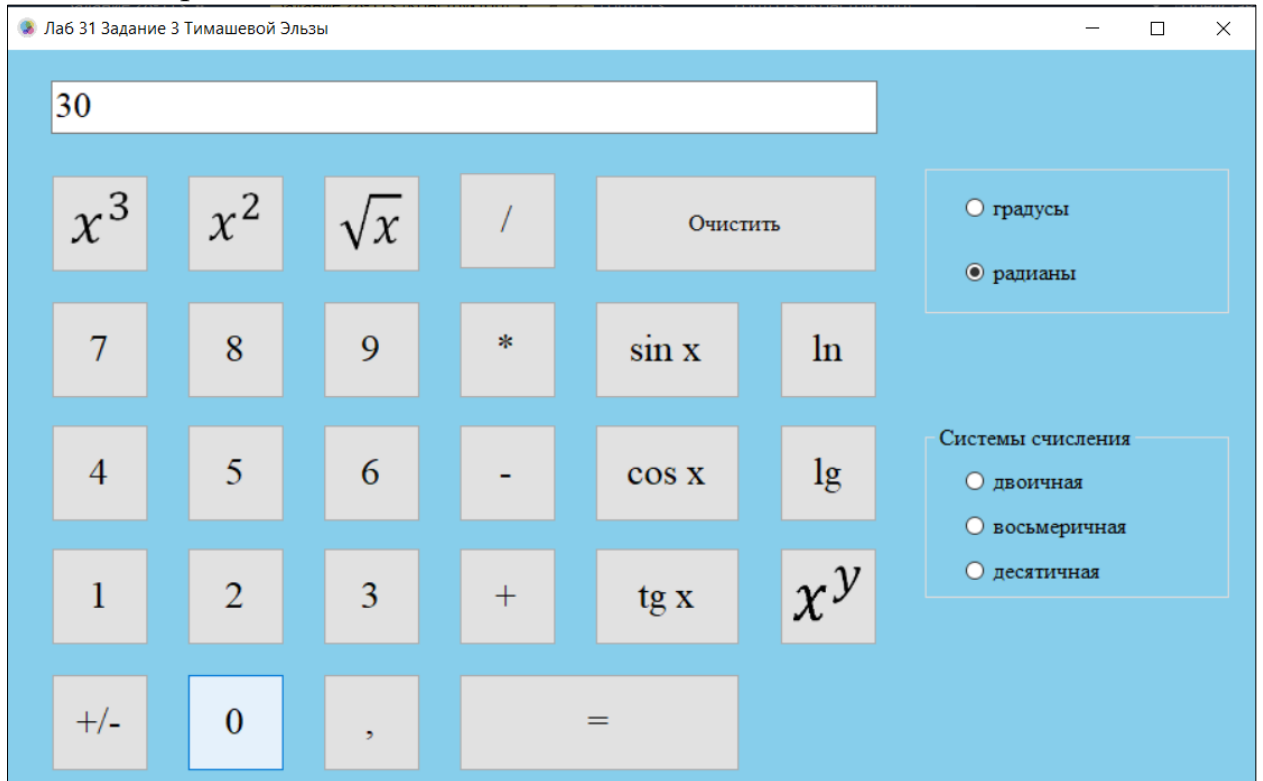 Лаб 31 Задание 3 Тимашевой Эльзы
30
x³ x² √x / Очистить
градусы
радианы
7 8 9 * sin x ln
Системы счисления
4 5 6 - cos x lg
двоичная
восьмеричная
десятичная
1 2 3 + tg x x^y
+/- 0 , =